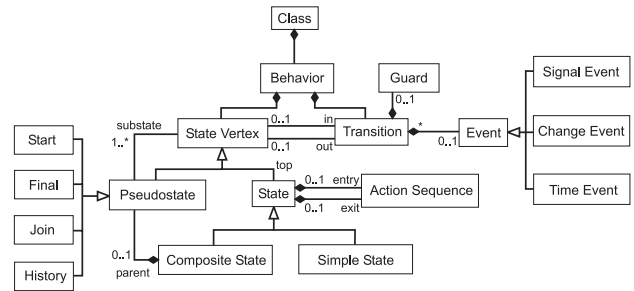 Class
Behavior
Guard
Signal Event
0..1
substate
0..1
in
*
Start
State Vertex
Transition
Event
Change Event
1..*
0..1
out
0..1
top
Final
entry
Time Event
Pseudostate
State
0..1
Action Sequence
0..1
exit
Join
0..1
Composite State
Simple State
History
parent